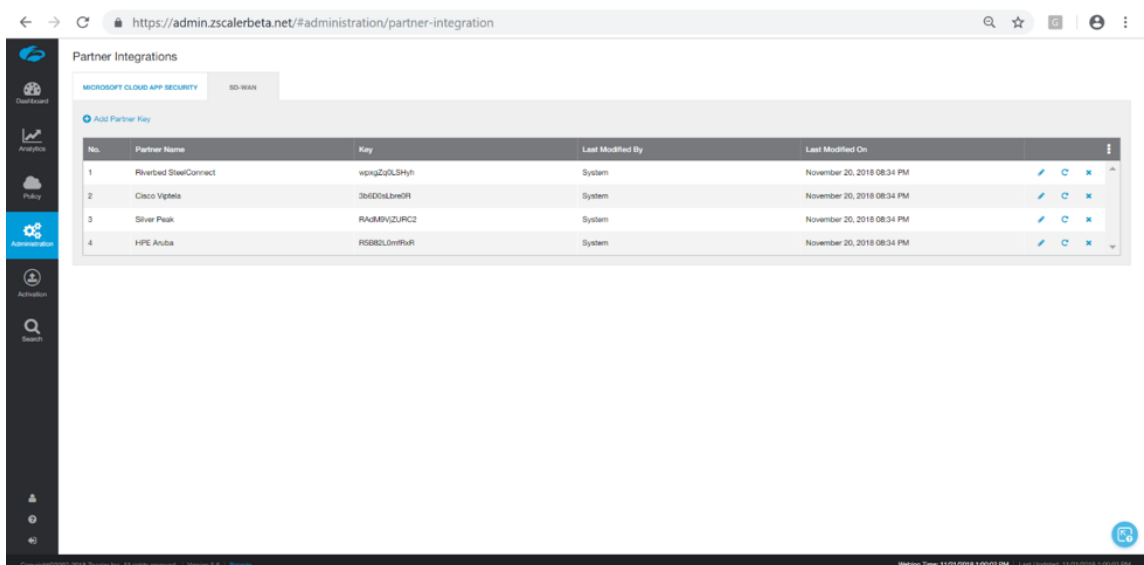 https://admin.zscalerbeta.net/#administration/partner-integration
G
Partner Integrations
Dashboard
MICROSOFT CLOUD APP SECURITY SD-WAN
Add Partner Key
Analytics
No. Partner Name Key Last Modified By Last Modified On
1 Riverbed SteelConnect wpxgZq0LSHyh System November 20, 2018 08:34 PM
Policy
2 Cisco Viptela 3b6D0sLbre0R System November 20, 2018 08:34 PM
3 Silver Peak RAdM9VjZURC2 System November 20, 2018 08:34 PM
Administration
4 HPE Aruba R5B82L0mfRxR System November 20, 2018 08:34 PM
Activation
Search